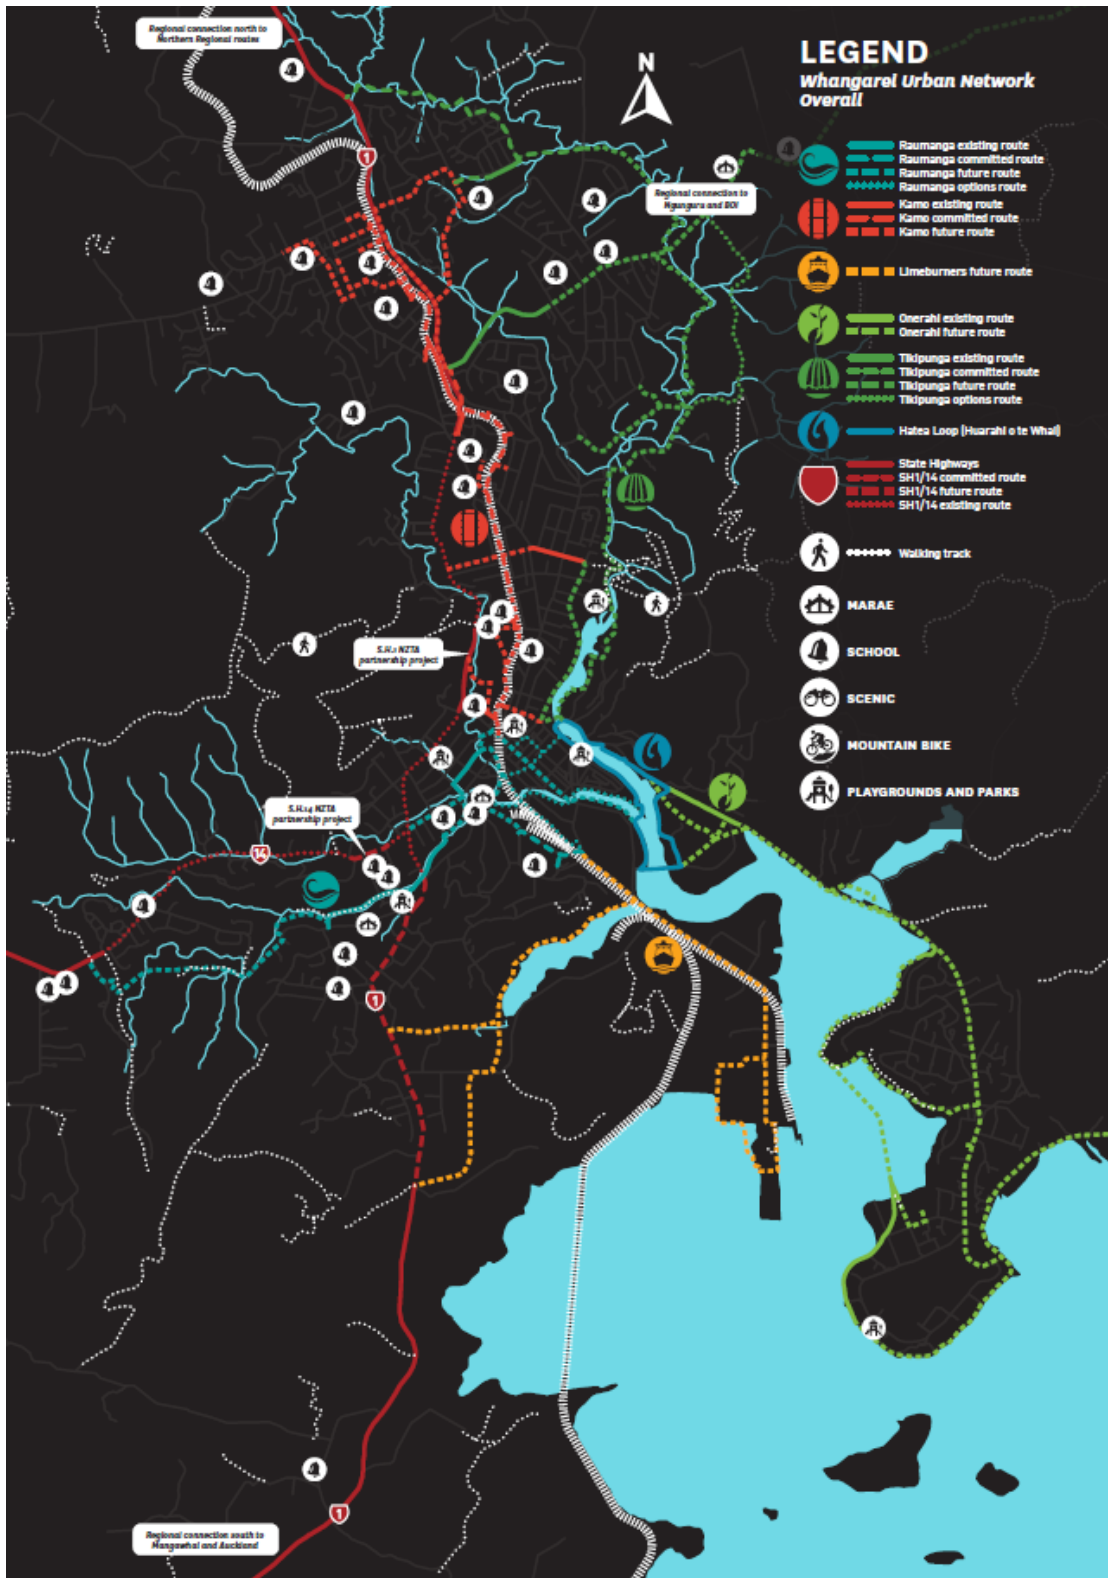 Regional connection north to
Northern Regional routes
N
LEGEND
Whangarei Urban Network
Overall
Raumanga existing route
Raumanga committed route
Raumanga future route
Raumanga options route
Kamo existing route
Kamo committed route
Kamo future route
Limeburners future route
Onerahi existing route
Onerahi future route
Tikipunga existing route
Tikipunga committed route
Tikipunga future route
Tikipunga options route
Hatea Loop (Huarahi o te Whai)
State Highways
SH1/14 committed route
SH1/14 future route
SH1/14 existing route
Walking track
MARAE
SCHOOL
SCENIC
MOUNTAIN BIKE
PLAYGROUNDS AND PARKS
1
Regional connection to
Ngunguru and BOI
S.H.1 NZTA
partnership project
S.H.14 NZTA
partnership project
14
1
1
Regional connection south to
Mangawhai and Auckland